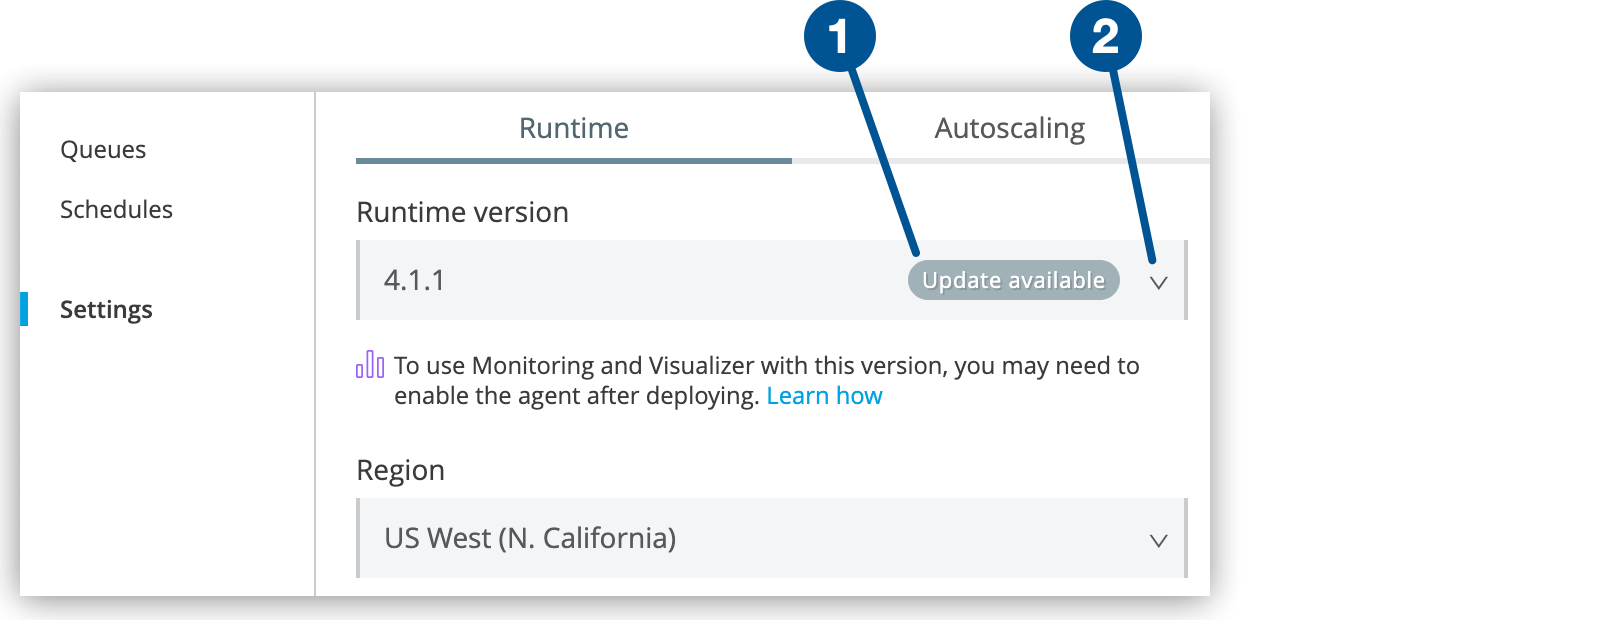 1
2
Queues
Schedules
Settings
Runtime
Autoscaling
Runtime version
4.1.1
Update available
To use Monitoring and Visualizer with this version, you may need to
enable the agent after deploying. Learn how
Region
US West (N. California)